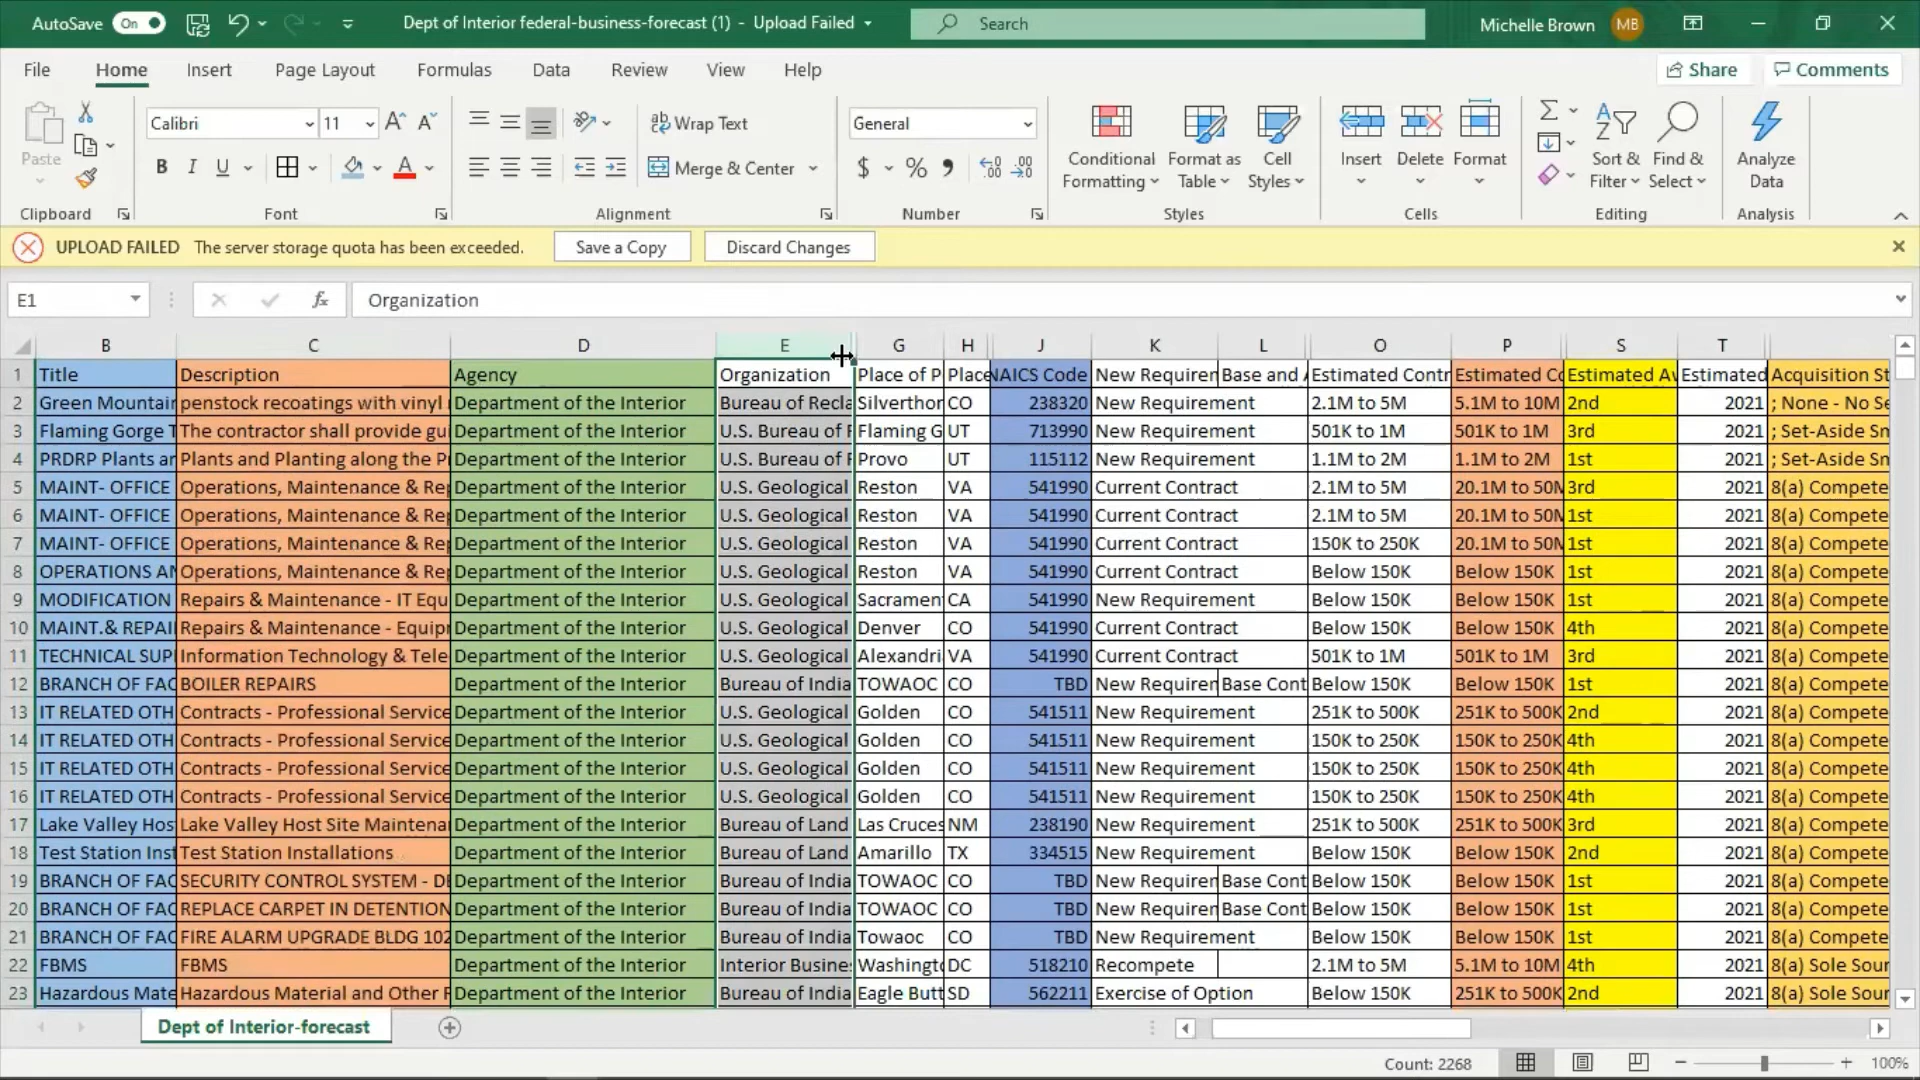 AutoSave On Dept of Interior federal-business-forecast (1) - Upload Failed Search Michelle Brown MB
File Home Insert Page Layout Formulas Data Review View Help Share Comments
Paste Calibri 11 Wrap Text General Conditional Formatting Format as Table Cell Styles Insert Delete Format Sort & Filter Find & Select Analyze Data
B I U A Merge & Center $ % 9
Clipboard Font Alignment Number Styles Cells Editing Analysis
UPLOAD FAILED The server storage quota has been exceeded. Save a Copy Discard Changes
E1 fx Organization
B C D E G H J K L O P S T
1 Title Description Agency Organization Place of P Place NAICS Code New Requiren Base and A Estimated Contr Estimated Co Estimated Av Estimated Acquisition St
2 Green Mountain penstock recoatings with vinyl Department of the Interior Bureau of Recla Silverthor CO 238320 New Requirement 2.1M to 5M 5.1M to 10M 2nd 2021 ; None - No Se
3 Flaming Gorge T The contractor shall provide gui Department of the Interior U.S. Bureau of R Flaming G UT 713990 New Requirement 501K to 1M 501K to 1M 3rd 2021 ; Set-Aside Sm
4 PRDRP Plants an Plants and Planting along the Pr Department of the Interior U.S. Bureau of R Provo UT 115112 New Requirement 1.1M to 2M 1.1M to 2M 1st 2021 ; Set-Aside Sm
5 MAINT- OFFICE Operations, Maintenance & Rep Department of the Interior U.S. Geological Reston VA 541990 Current Contract 2.1M to 5M 20.1M to 50M 3rd 2021 8(a) Compete
6 MAINT- OFFICE Operations, Maintenance & Rep Department of the Interior U.S. Geological Reston VA 541990 Current Contract 2.1M to 5M 20.1M to 50M 1st 2021 8(a) Compete
7 MAINT- OFFICE Operations, Maintenance & Rep Department of the Interior U.S. Geological Reston VA 541990 Current Contract 150K to 250K 20.1M to 50M 1st 2021 8(a) Compete
8 OPERATIONS AN Operations, Maintenance & Rep Department of the Interior U.S. Geological Reston VA 541990 Current Contract Below 150K Below 150K 1st 2021 8(a) Compete
9 MODIFICATION Repairs & Maintenance - IT Equ Department of the Interior U.S. Geological Sacramen CA 541990 New Requirement Below 150K Below 150K 1st 2021 8(a) Compete
10 MAINT.& REPAI Repairs & Maintenance - Equipn Department of the Interior U.S. Geological Denver CO 541990 Current Contract Below 150K Below 150K 4th 2021 8(a) Compete
11 TECHNICAL SUP Information Technology & Tele Department of the Interior U.S. Geological Alexandri VA 541990 Current Contract 501K to 1M 501K to 1M 3rd 2021 8(a) Compete
12 BRANCH OF FAC BOILER REPAIRS Department of the Interior Bureau of India TOWAOC CO TBD New Requiren Base Cont Below 150K Below 150K 1st 2021 8(a) Compete
13 IT RELATED OTH Contracts - Professional Service Department of the Interior U.S. Geological Golden CO 541511 New Requirement 251K to 500K 251K to 500K 2nd 2021 8(a) Compete
14 IT RELATED OTH Contracts - Professional Service Department of the Interior U.S. Geological Golden CO 541511 New Requirement 150K to 250K 150K to 250K 4th 2021 8(a) Compete
15 IT RELATED OTH Contracts - Professional Service Department of the Interior U.S. Geological Golden CO 541511 New Requirement 150K to 250K 150K to 250K 4th 2021 8(a) Compete
16 IT RELATED OTH Contracts - Professional Service Department of the Interior U.S. Geological Golden CO 541511 New Requirement 150K to 250K 150K to 250K 4th 2021 8(a) Compete
17 Lake Valley Hos Lake Valley Host Site Maintenan Department of the Interior Bureau of Land Las Cruces NM 238190 New Requirement 251K to 500K 251K to 500K 3rd 2021 8(a) Compete
18 Test Station Inst Test Station Installations Department of the Interior Bureau of Land Amarillo TX 334515 New Requirement Below 150K Below 150K 2nd 2021 8(a) Compete
19 BRANCH OF FAC SECURITY CONTROL SYSTEM - DE Department of the Interior Bureau of India TOWAOC CO TBD New Requiren Base Cont Below 150K Below 150K 1st 2021 8(a) Compete
20 BRANCH OF FAC REPLACE CARPET IN DETENTION Department of the Interior Bureau of India TOWAOC CO TBD New Requiren Base Cont Below 150K Below 150K 1st 2021 8(a) Compete
21 BRANCH OF FAC FIRE ALARM UPGRADE BLDG 102 Department of the Interior Bureau of India Towaoc CO TBD New Requirement Below 150K Below 150K 1st 2021 8(a) Compete
22 FBMS FBMS Department of the Interior Interior Busines Washingt DC 518210 Recompete 2.1M to 5M 5.1M to 10M 4th 2021 8(a) Sole Sour
23 Hazardous Mate Hazardous Material and Other R Department of the Interior Bureau of India Eagle Butt SD 562211 Exercise of Option Below 150K 251K to 500K 2nd 2021 8(a) Sole Sour
Dept of Interior-forecast
Count: 2268 100%